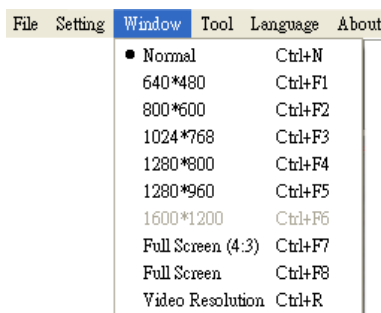 File Setting Window Tool Language About
Normal Ctrl+N
640*480 Ctrl+F1
800*600 Ctrl+F2
1024*768 Ctrl+F3
1280*800 Ctrl+F4
1280*960 Ctrl+F5
1600*1200 Ctrl+F6
Full Screen (4:3) Ctrl+F7
Full Screen Ctrl+F8
Video Resolution Ctrl+R